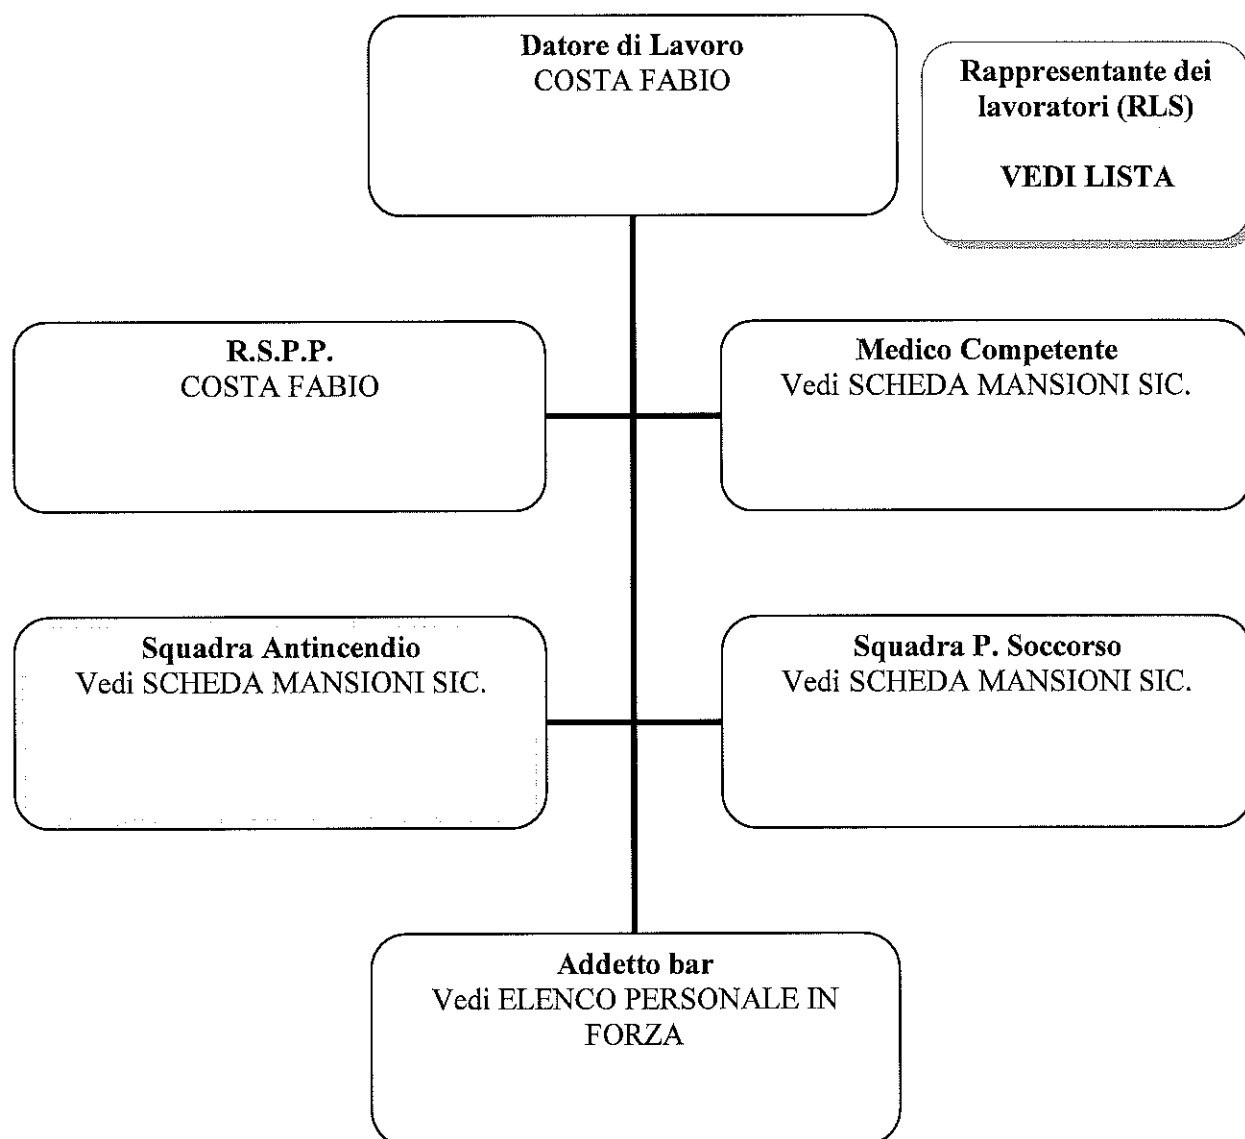 Datore di Lavoro
COSTA FABIO
Rappresentante dei
lavoratori (RLS)
VEDI LISTA
R.S.P.P.
COSTA FABIO
Medico Competente
Vedi SCHEDA MANSIONI SIC.
Squadra Antincendio
Vedi SCHEDA MANSIONI SIC.
Squadra P. Soccorso
Vedi SCHEDA MANSIONI SIC.
Addetto bar
Vedi ELENCO PERSONALE IN
FORZA